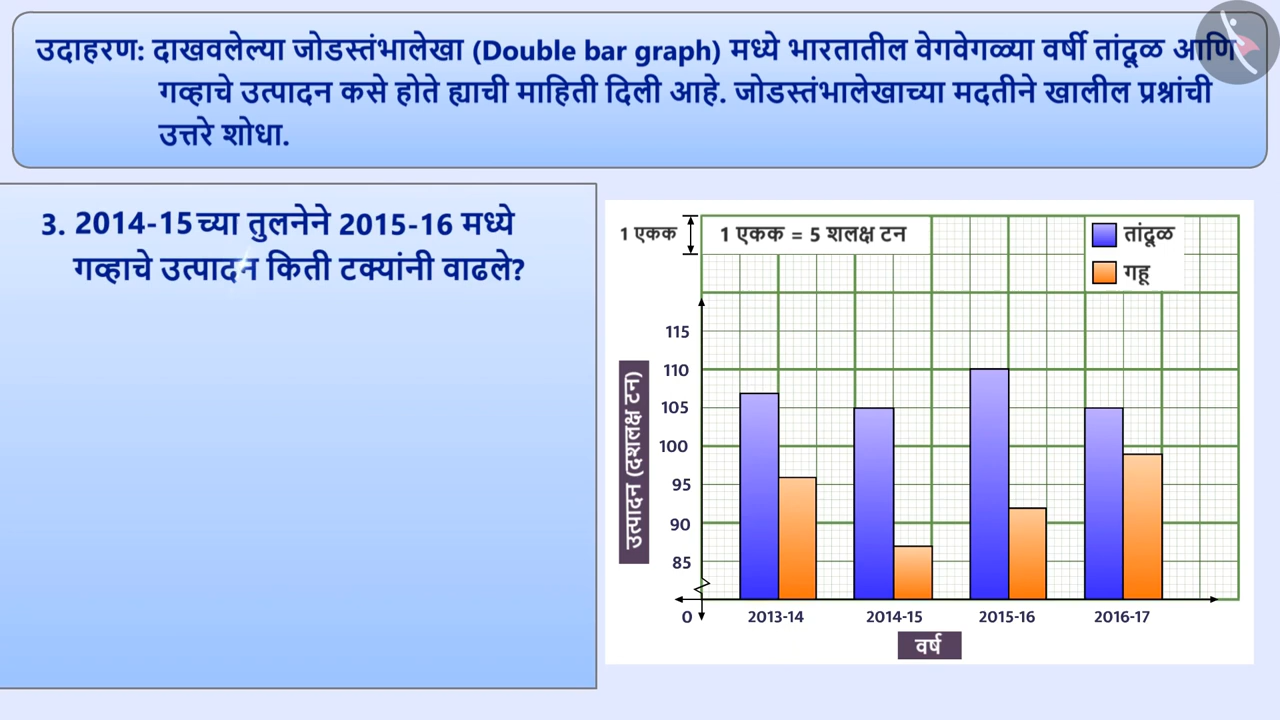 उदाहरण: दाखवलेल्या जोडस्तंभालेखा (Double bar graph) मध्ये भारतातील वेगवेगळ्या वर्षी तांदूळ आणि
गव्हाचे उत्पादन कसे होते ह्याची माहिती दिली आहे. जोडस्तंभालेखाच्या मदतीने खालील प्रश्नांची
उत्तरे शोधा.
3. 2014-15 च्या तुलनेने 2015-16 मध्ये
गव्हाचे उत्पादन किती टक्यांनी वाढले?
1 एकक
1 एकक = 5 शलक्ष टन
तांदूळ
गहू
115
110
105
100
95
90
85
0
उत्पादन (दशलक्ष टन)
2013-14 2014-15 2015-16 2016-17
वर्ष